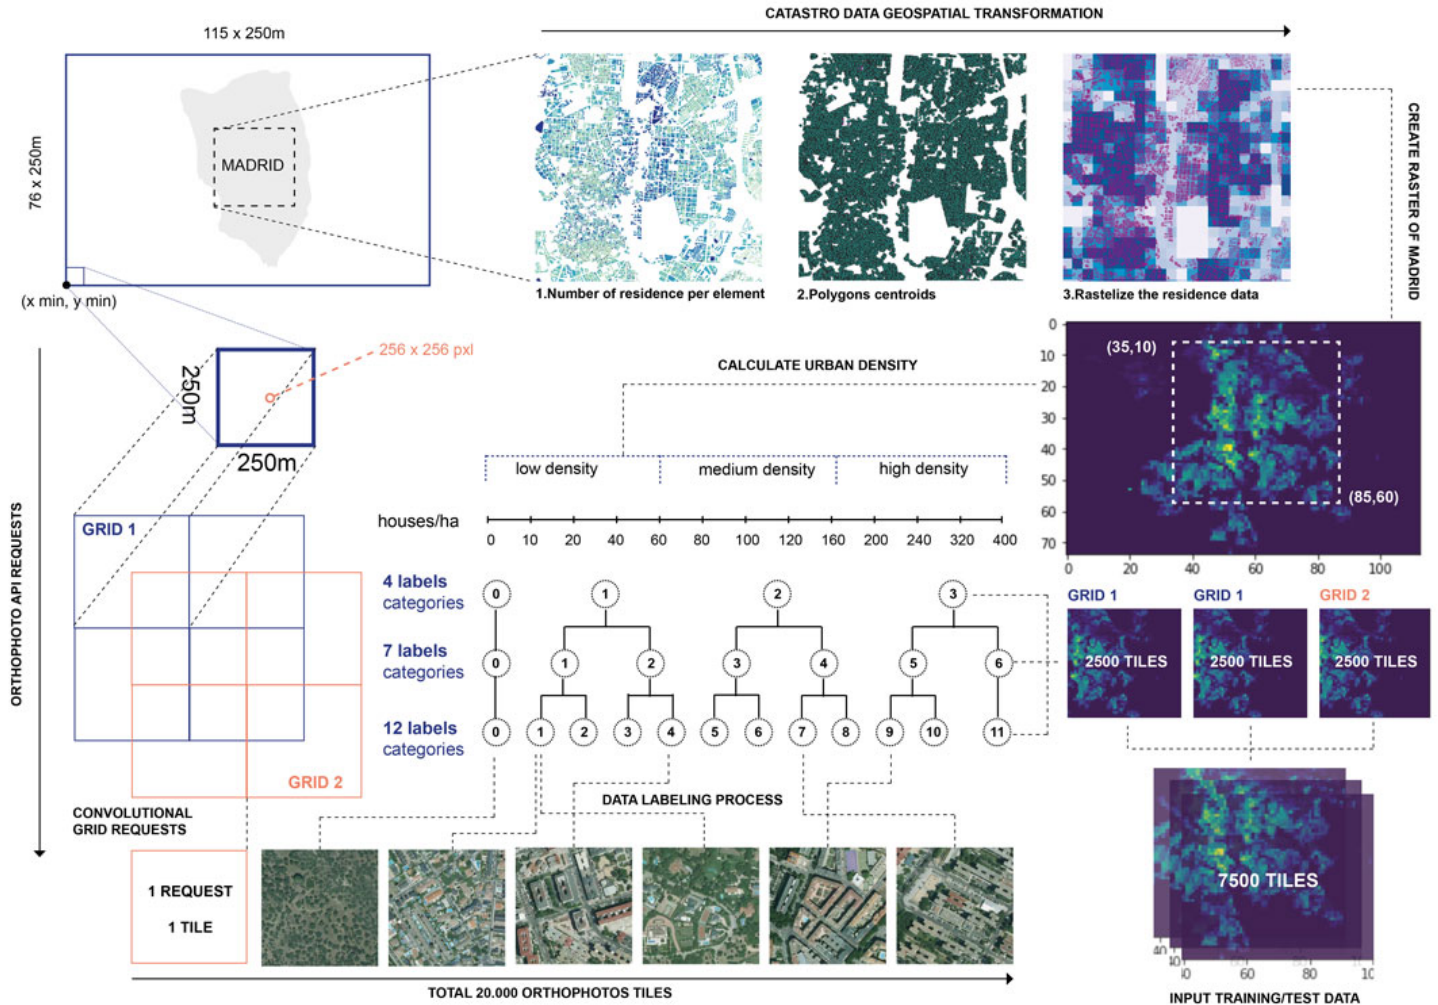 CATASTRO DATA GEOSPATIAL TRANSFORMATION
115 x 250m
76 x 250m
MADRID
(x min, y min)
1.Number of residence per element
2.Polygons centroids
3.Rastelize the residence data
CREATE RASTER OF MADRID
256 x 256 pxl
250m
250m
ORTHOPHOTO API REQUESTS
GRID 1
GRID 2
CONVOLUTIONAL
GRID REQUESTS
CALCULATE URBAN DENSITY
low density
medium density
high density
houses/ha
0 10 20 40 60 80 100 120 160 200 240 320 400
4 labels
categories
0 1 2 3
7 labels
categories
0 1 2 3 4 5 6
12 labels
categories
0 1 2 3 4 5 6 7 8 9 10 11
DATA LABELING PROCESS
0
10
20
30
40
50
60
70
0 20 40 60 80 100
(35,10)
(85,60)
GRID 1
GRID 1
GRID 2
2500 TILES
2500 TILES
2500 TILES
7500 TILES
INPUT TRAINING/TEST DATA
1 REQUEST
1 TILE
TOTAL 20.000 ORTHOPHOTOS TILES